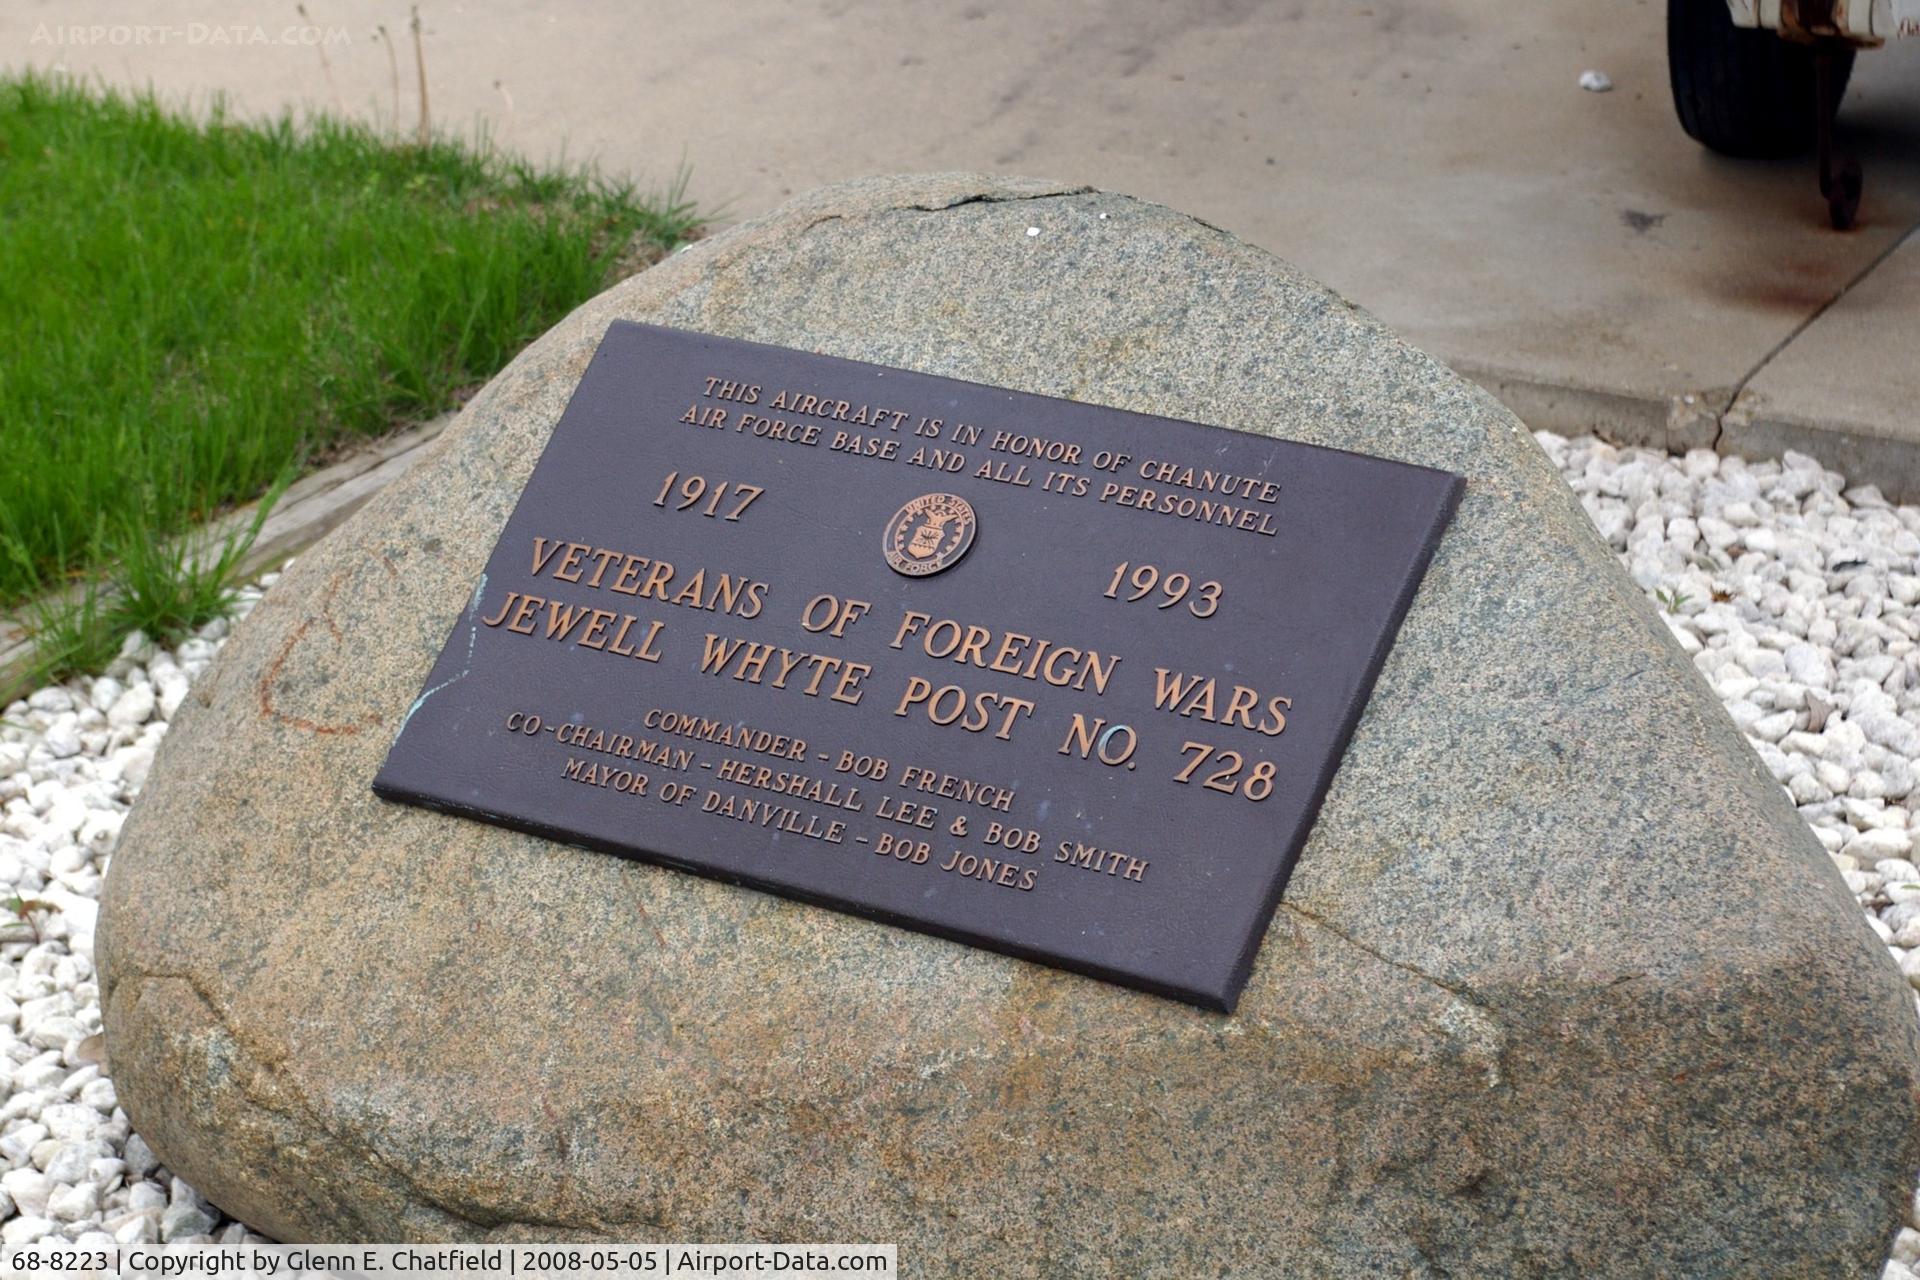 Airport-Data.com
THIS AIRCRAFT IS IN HONOR OF CHANUTE
AIR FORCE BASE AND ALL ITS PERSONNEL
1917
UNITED STATES
AIR FORCE
1993
VETERANS OF FOREIGN WARS
JEWELL WHYTE POST NO. 728
COMMANDER - BOB FRENCH
CO-CHAIRMAN - HERSHALL LEE & BOB SMITH
MAYOR OF DANVILLE - BOB JONES
68-8223 | Copyright by Glenn E. Chatfield | 2008-05-05 | Airport-Data.com